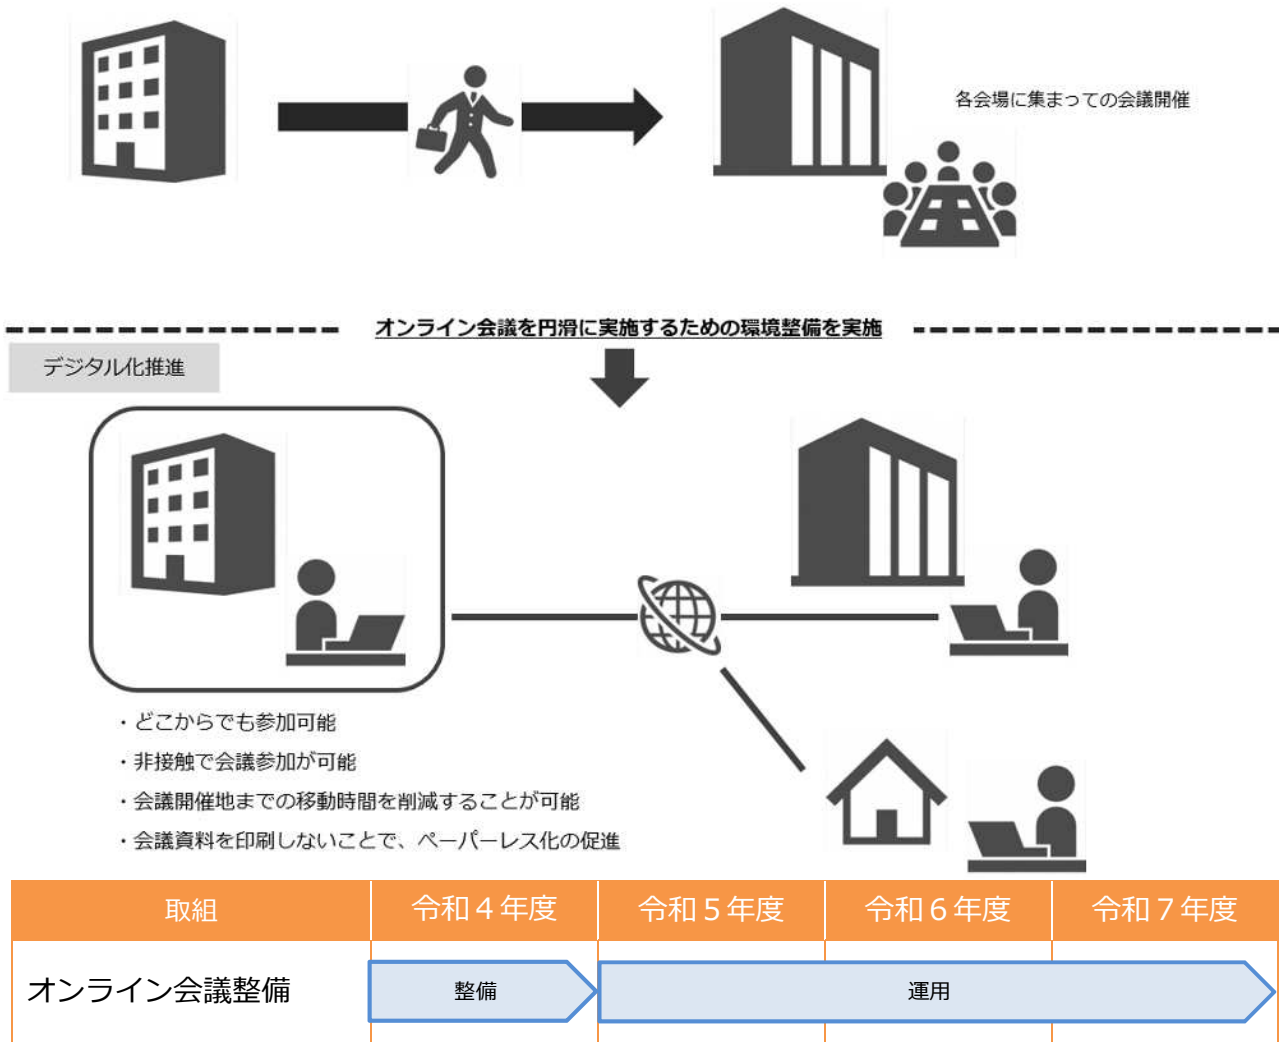 各会場に集まっての会議開催
オンライン会議を円滑に実施するための環境整備を実施
デジタル化推進
・どこからでも参加可能
・非接触で会議参加が可能
・会議開催地までの移動時間を削減することが可能
・会議資料を印刷しないことで、ペーパーレス化の促進
取組 令和４年度 令和５年度 令和６年度 令和７年度
オンライン会議整備 整備 運用